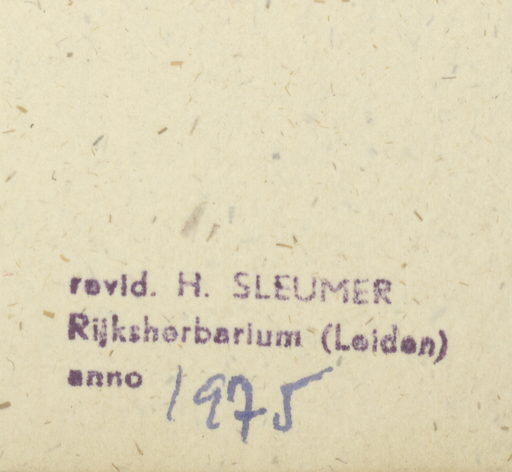 revid. H. SLEUMER
Rijksherbarium (Leiden)
anno 1975